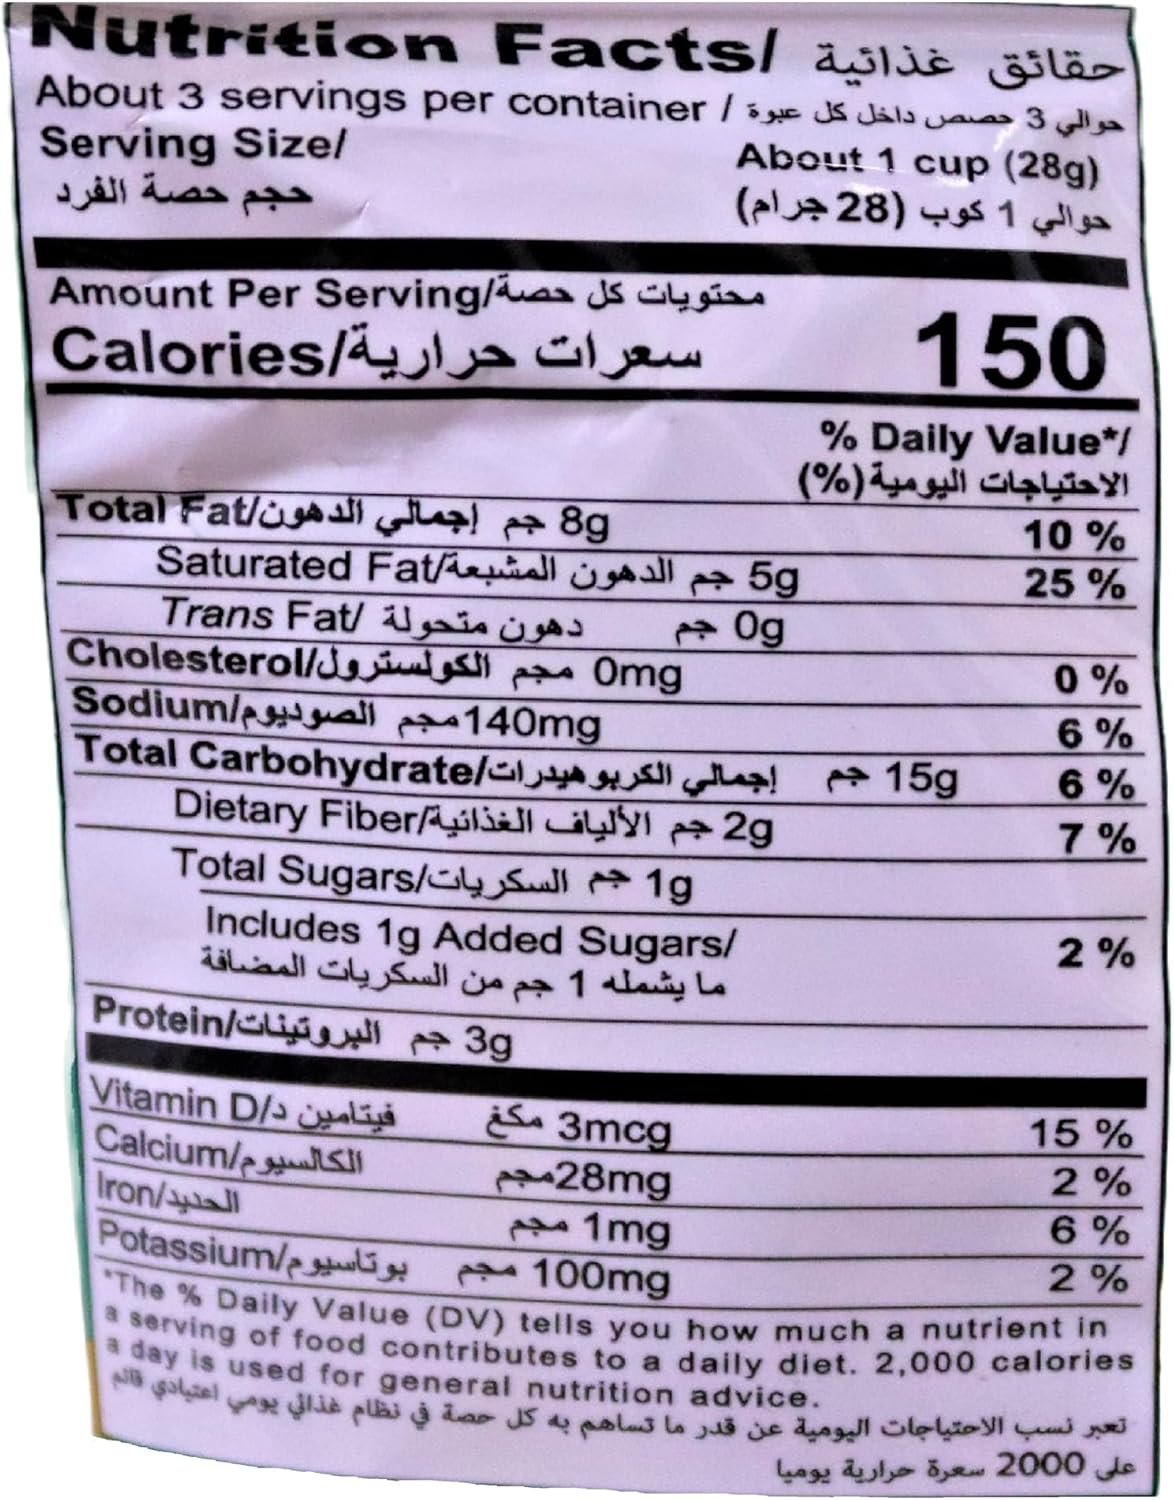 Nutrition Facts/ حقائق غذائية
About 3 servings per container / حوالي 3 حصص داخل كل عبوة
Serving Size/ About 1 cup (28g)
حجم حصة الفرد حوالي 1 كوب (28 جرام)
Amount Per Serving/محتويات كل حصة
Calories/سعرات حرارية 150
% Daily Value*/
الاحتياجات اليومية (%)
Total Fat/إجمالي الدهون جم 8g 10 %
Saturated Fat/الدهون المشبعة جم 5g 25 %
Trans Fat/ دهون متحولة جم 0g
Cholesterol/الكولسترول مجم 0mg 0 %
Sodium/الصوديوم مجم 140mg 6 %
Total Carbohydrate/إجمالي الكربوهيدرات جم 15g 6 %
Dietary Fiber/الألياف الغذائية جم 2g 7 %
Total Sugars/السكريات جم 1g
Includes 1g Added Sugars/ 2 %
ما يشمله 1 جم من السكريات المضافة
Protein/البروتينات جم 3g
Vitamin D/فيتامين د مكغ 3mcg 15 %
Calcium/الكالسيوم مجم 28mg 2 %
Iron/الحديد مجم 1mg 6 %
Potassium/بوتاسيوم مجم 100mg 2 %
*The % Daily Value (DV) tells you how much a nutrient in
a serving of food contributes to a daily diet. 2,000 calories
a day is used for general nutrition advice.
تعبر نسب الاحتياجات اليومية عن قدر ما تساهم به كل حصة في نظام غذائي يومي اعتيادي قائم
على 2000 سعرة حرارية يوميا